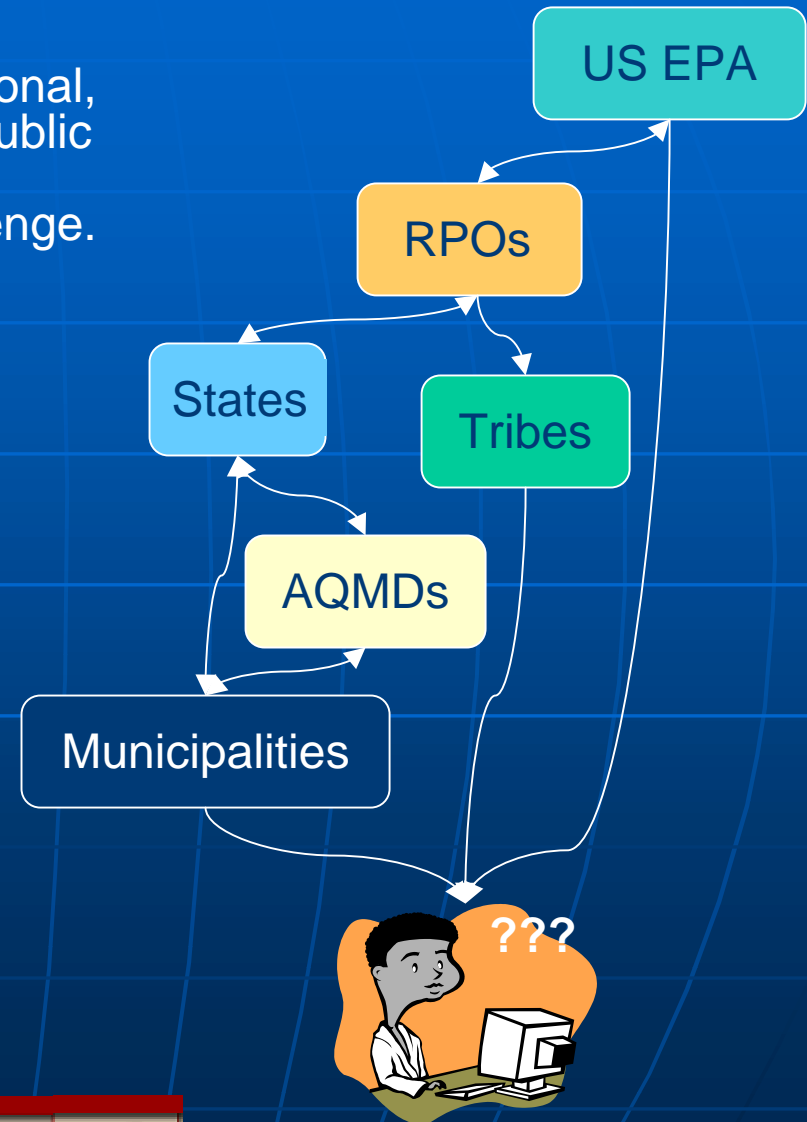 US EPA
onal,
ublic
enge.
RPOs
States
Tribes
AQMDs
Municipalities
???